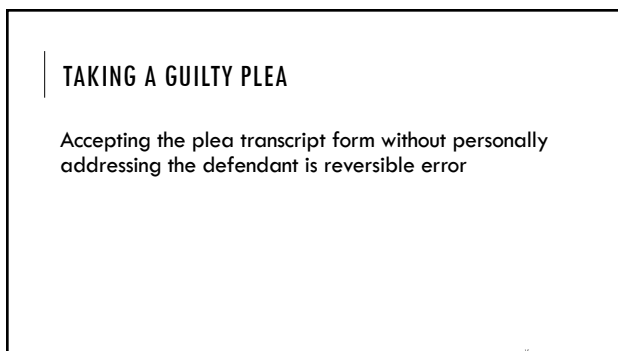 TAKING A GUILTY PLEA
Accepting the plea transcript form without personally
addressing the defendant is reversible error